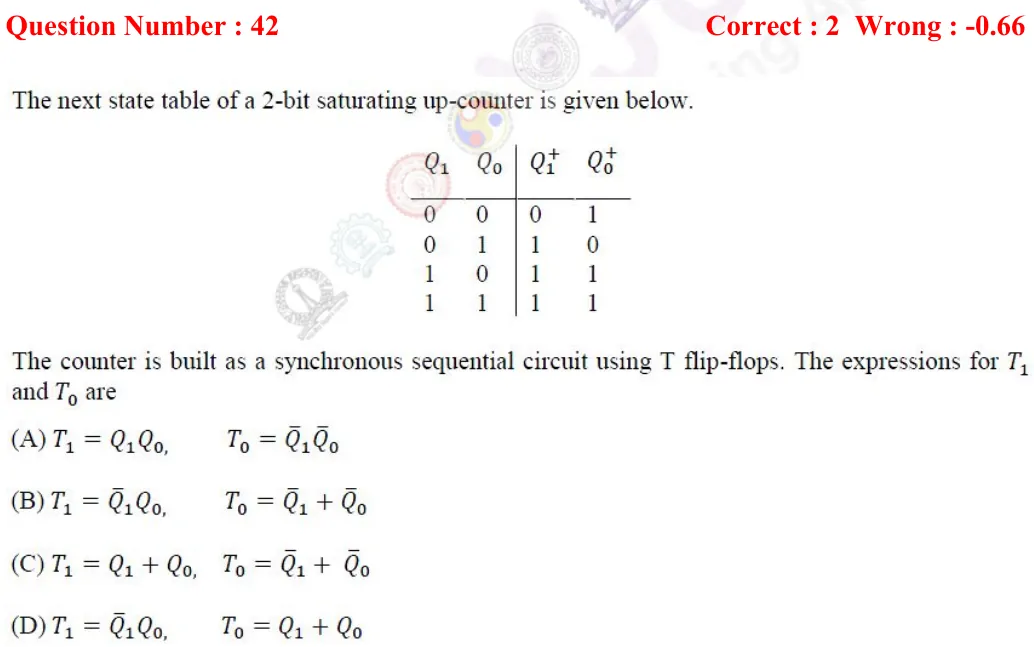 Question Number : 42 Correct : 2 Wrong : -0.66
The next state table of a 2-bit saturating up-counter is given below.
Q₁ Q₀ Q₁⁺ Q₀⁺
0 0 0 1
0 1 1 0
1 0 1 1
1 1 1 1
The counter is built as a synchronous sequential circuit using T flip-flops. The expressions for T₁
and T₀ are
(A) T₁ = Q₁Q₀, T₀ = Q̄₁Q̄₀
(B) T₁ = Q̄₁Q₀, T₀ = Q̄₁ + Q̄₀
(C) T₁ = Q₁ + Q₀, T₀ = Q̄₁ + Q̄₀
(D) T₁ = Q̄₁Q₀, T₀ = Q₁ + Q₀